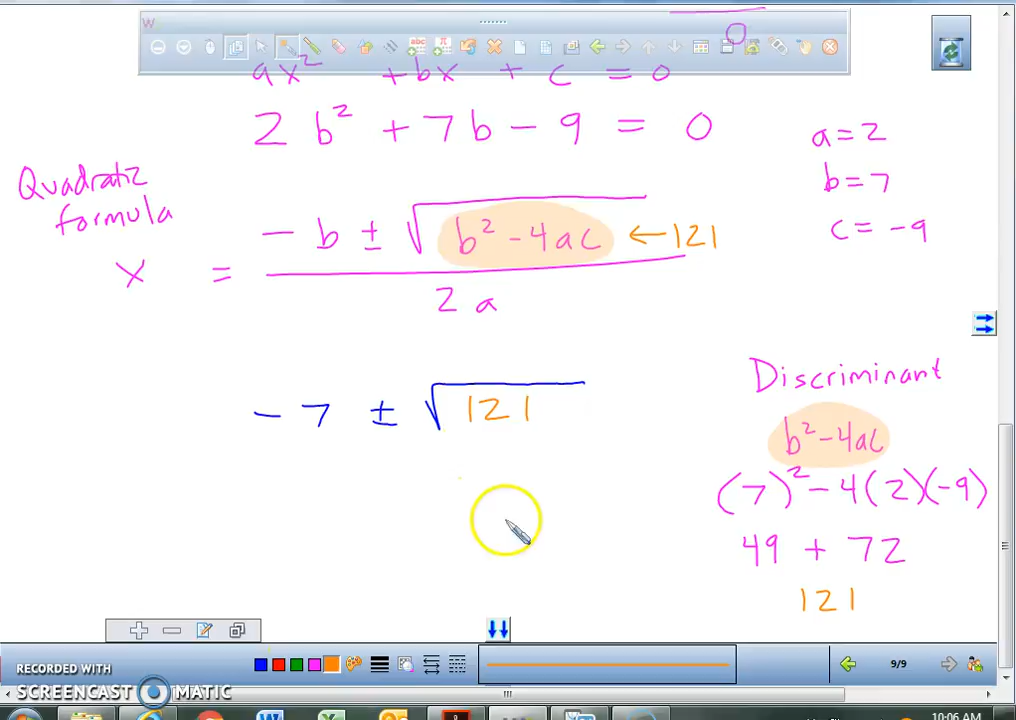 0
ax² + bx + c = 0
2b² + 7b - 9 = 0
a = 2
b = 7
c = -9
Quadratic
formula
x = -b ± √b² - 4ac ← 121
2a
Discriminant
b² - 4ac
(7)² - 4(2)(-9)
49 + 72
121
-7 ± √121
9/9
RECORDED WITH
SCREENCAST MATIC
10:06 AM